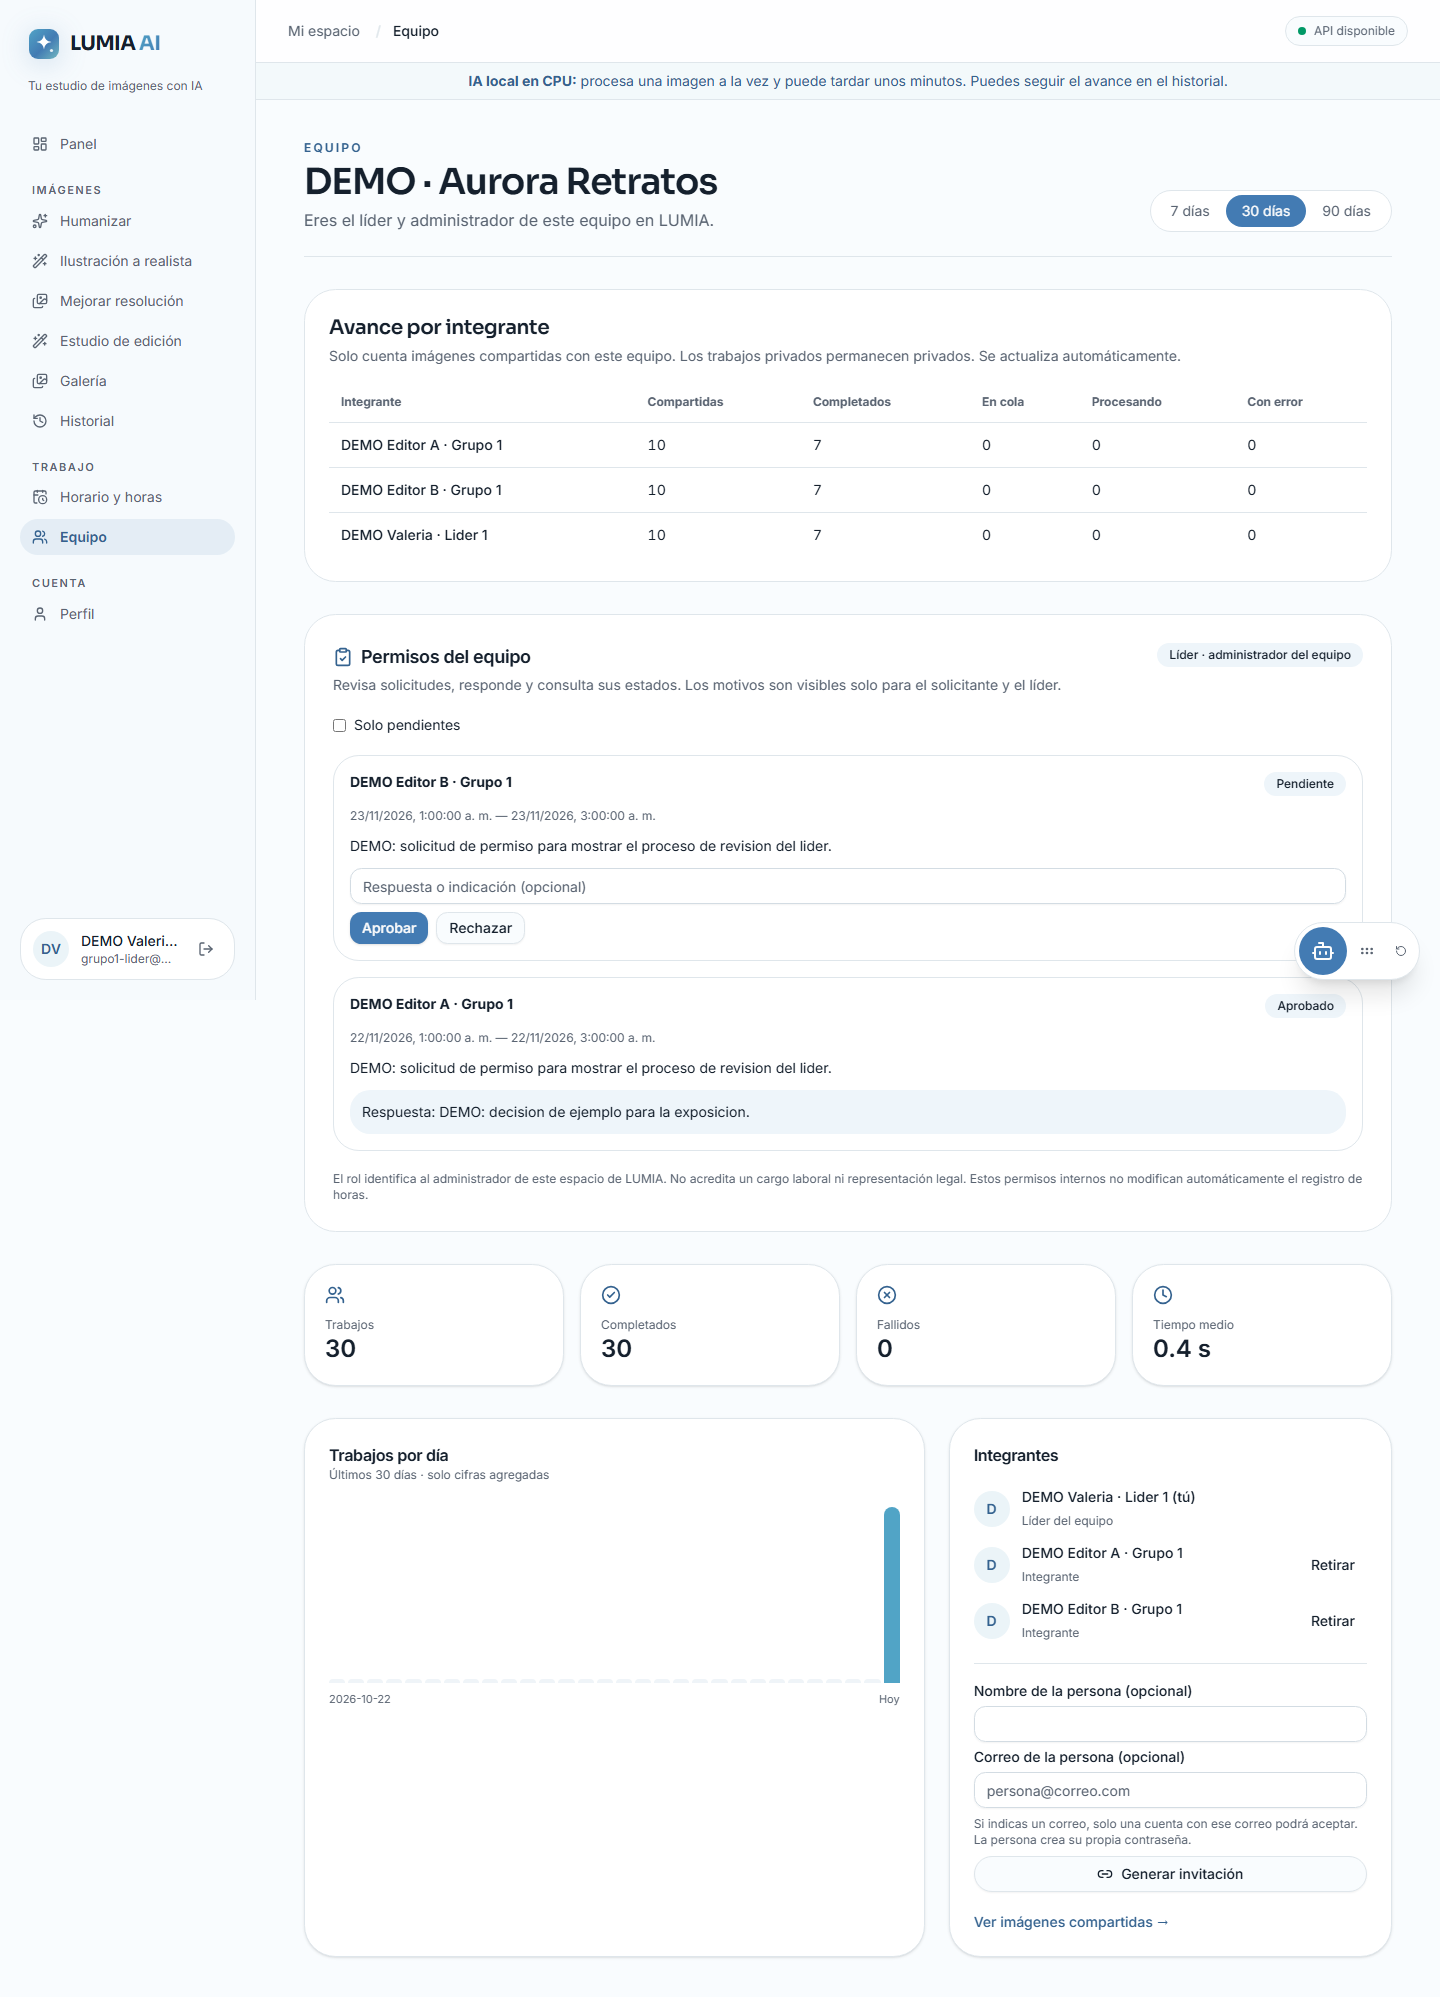 LUMIA AI
Tu estudio de imágenes con IA
Panel
IMÁGENES
Humanizar
Ilustración a realista
Mejorar resolución
Estudio de edición
Galería
Historial
TRABAJO
Horario y horas
Equipo
CUENTA
Perfil
DV
DEMO Valeri...
grupo1-lider@...
Mi espacio / Equipo
API disponible
IA local en CPU: procesa una imagen a la vez y puede tardar unos minutos. Puedes seguir el avance en el historial.
EQUIPO
DEMO · Aurora Retratos
Eres el líder y administrador de este equipo en LUMIA.
7 días
30 días
90 días
Avance por integrante
Solo cuenta imágenes compartidas con este equipo. Los trabajos privados permanecen privados. Se actualiza automáticamente.
Integrante Compartidas Completados En cola Procesando Con error
DEMO Editor A · Grupo 1 10 7 0 0 0
DEMO Editor B · Grupo 1 10 7 0 0 0
DEMO Valeria · Lider 1 10 7 0 0 0
Permisos del equipo
Líder · administrador del equipo
Revisa solicitudes, responde y consulta sus estados. Los motivos son visibles solo para el solicitante y el líder.
Solo pendientes
DEMO Editor B · Grupo 1
Pendiente
23/11/2026, 1:00:00 a. m. — 23/11/2026, 3:00:00 a. m.
DEMO: solicitud de permiso para mostrar el proceso de revision del lider.
Respuesta o indicación (opcional)
Aprobar
Rechazar
DEMO Editor A · Grupo 1
Aprobado
22/11/2026, 1:00:00 a. m. — 22/11/2026, 3:00:00 a. m.
DEMO: solicitud de permiso para mostrar el proceso de revision del lider.
Respuesta: DEMO: decision de ejemplo para la exposicion.
El rol identifica al administrador de este espacio de LUMIA. No acredita un cargo laboral ni representación legal. Estos permisos internos no modifican automáticamente el registro de
horas.
Trabajos
30
Completados
30
Fallidos
0
Tiempo medio
0.4 s
Trabajos por día
Últimos 30 días · solo cifras agregadas
2026-10-22
Hoy
Integrantes
D
DEMO Valeria · Lider 1 (tú)
Líder del equipo
D
DEMO Editor A · Grupo 1
Integrante
Retirar
D
DEMO Editor B · Grupo 1
Integrante
Retirar
Nombre de la persona (opcional)
Correo de la persona (opcional)
persona@correo.com
Si indicas un correo, solo una cuenta con ese correo podrá aceptar.
La persona crea su propia contraseña.
Generar invitación
Ver imágenes compartidas →